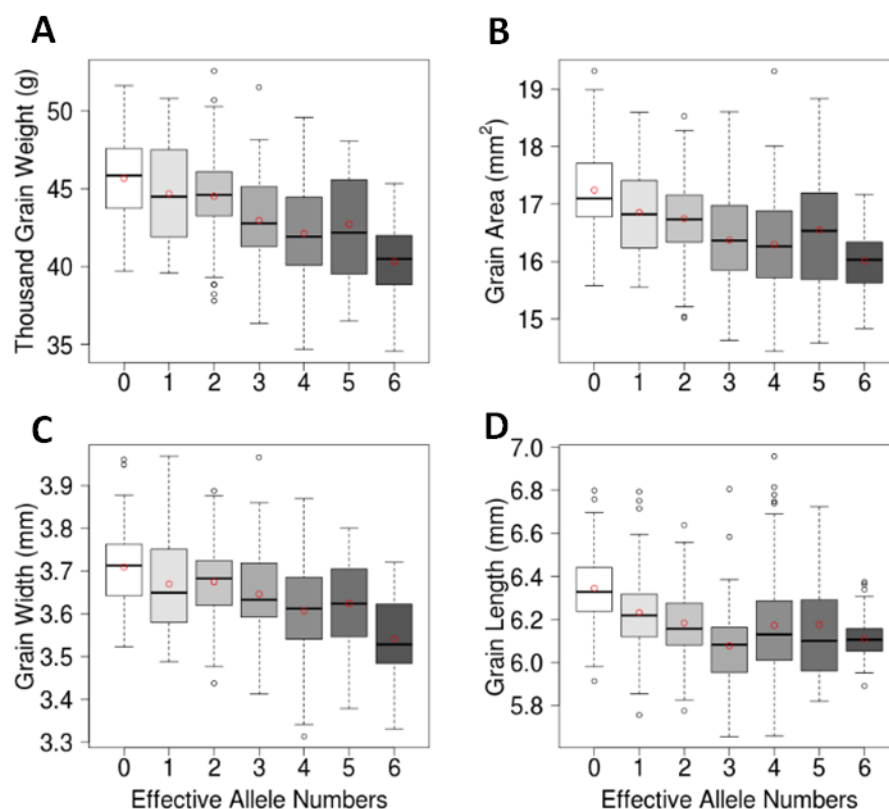 A
Thousand Grain Weight (g)
50
45
40
35
0 1 2 3 4 5 6
B
Grain Area (mm²)
19
18
17
16
15
0 1 2 3 4 5 6
C
Grain Width (mm)
3.9
3.8
3.7
3.6
3.5
3.4
3.3
0 1 2 3 4 5 6
Effective Allele Numbers
D
Grain Length (mm)
7.0
6.8
6.6
6.4
6.2
6.0
5.8
0 1 2 3 4 5 6
Effective Allele Numbers